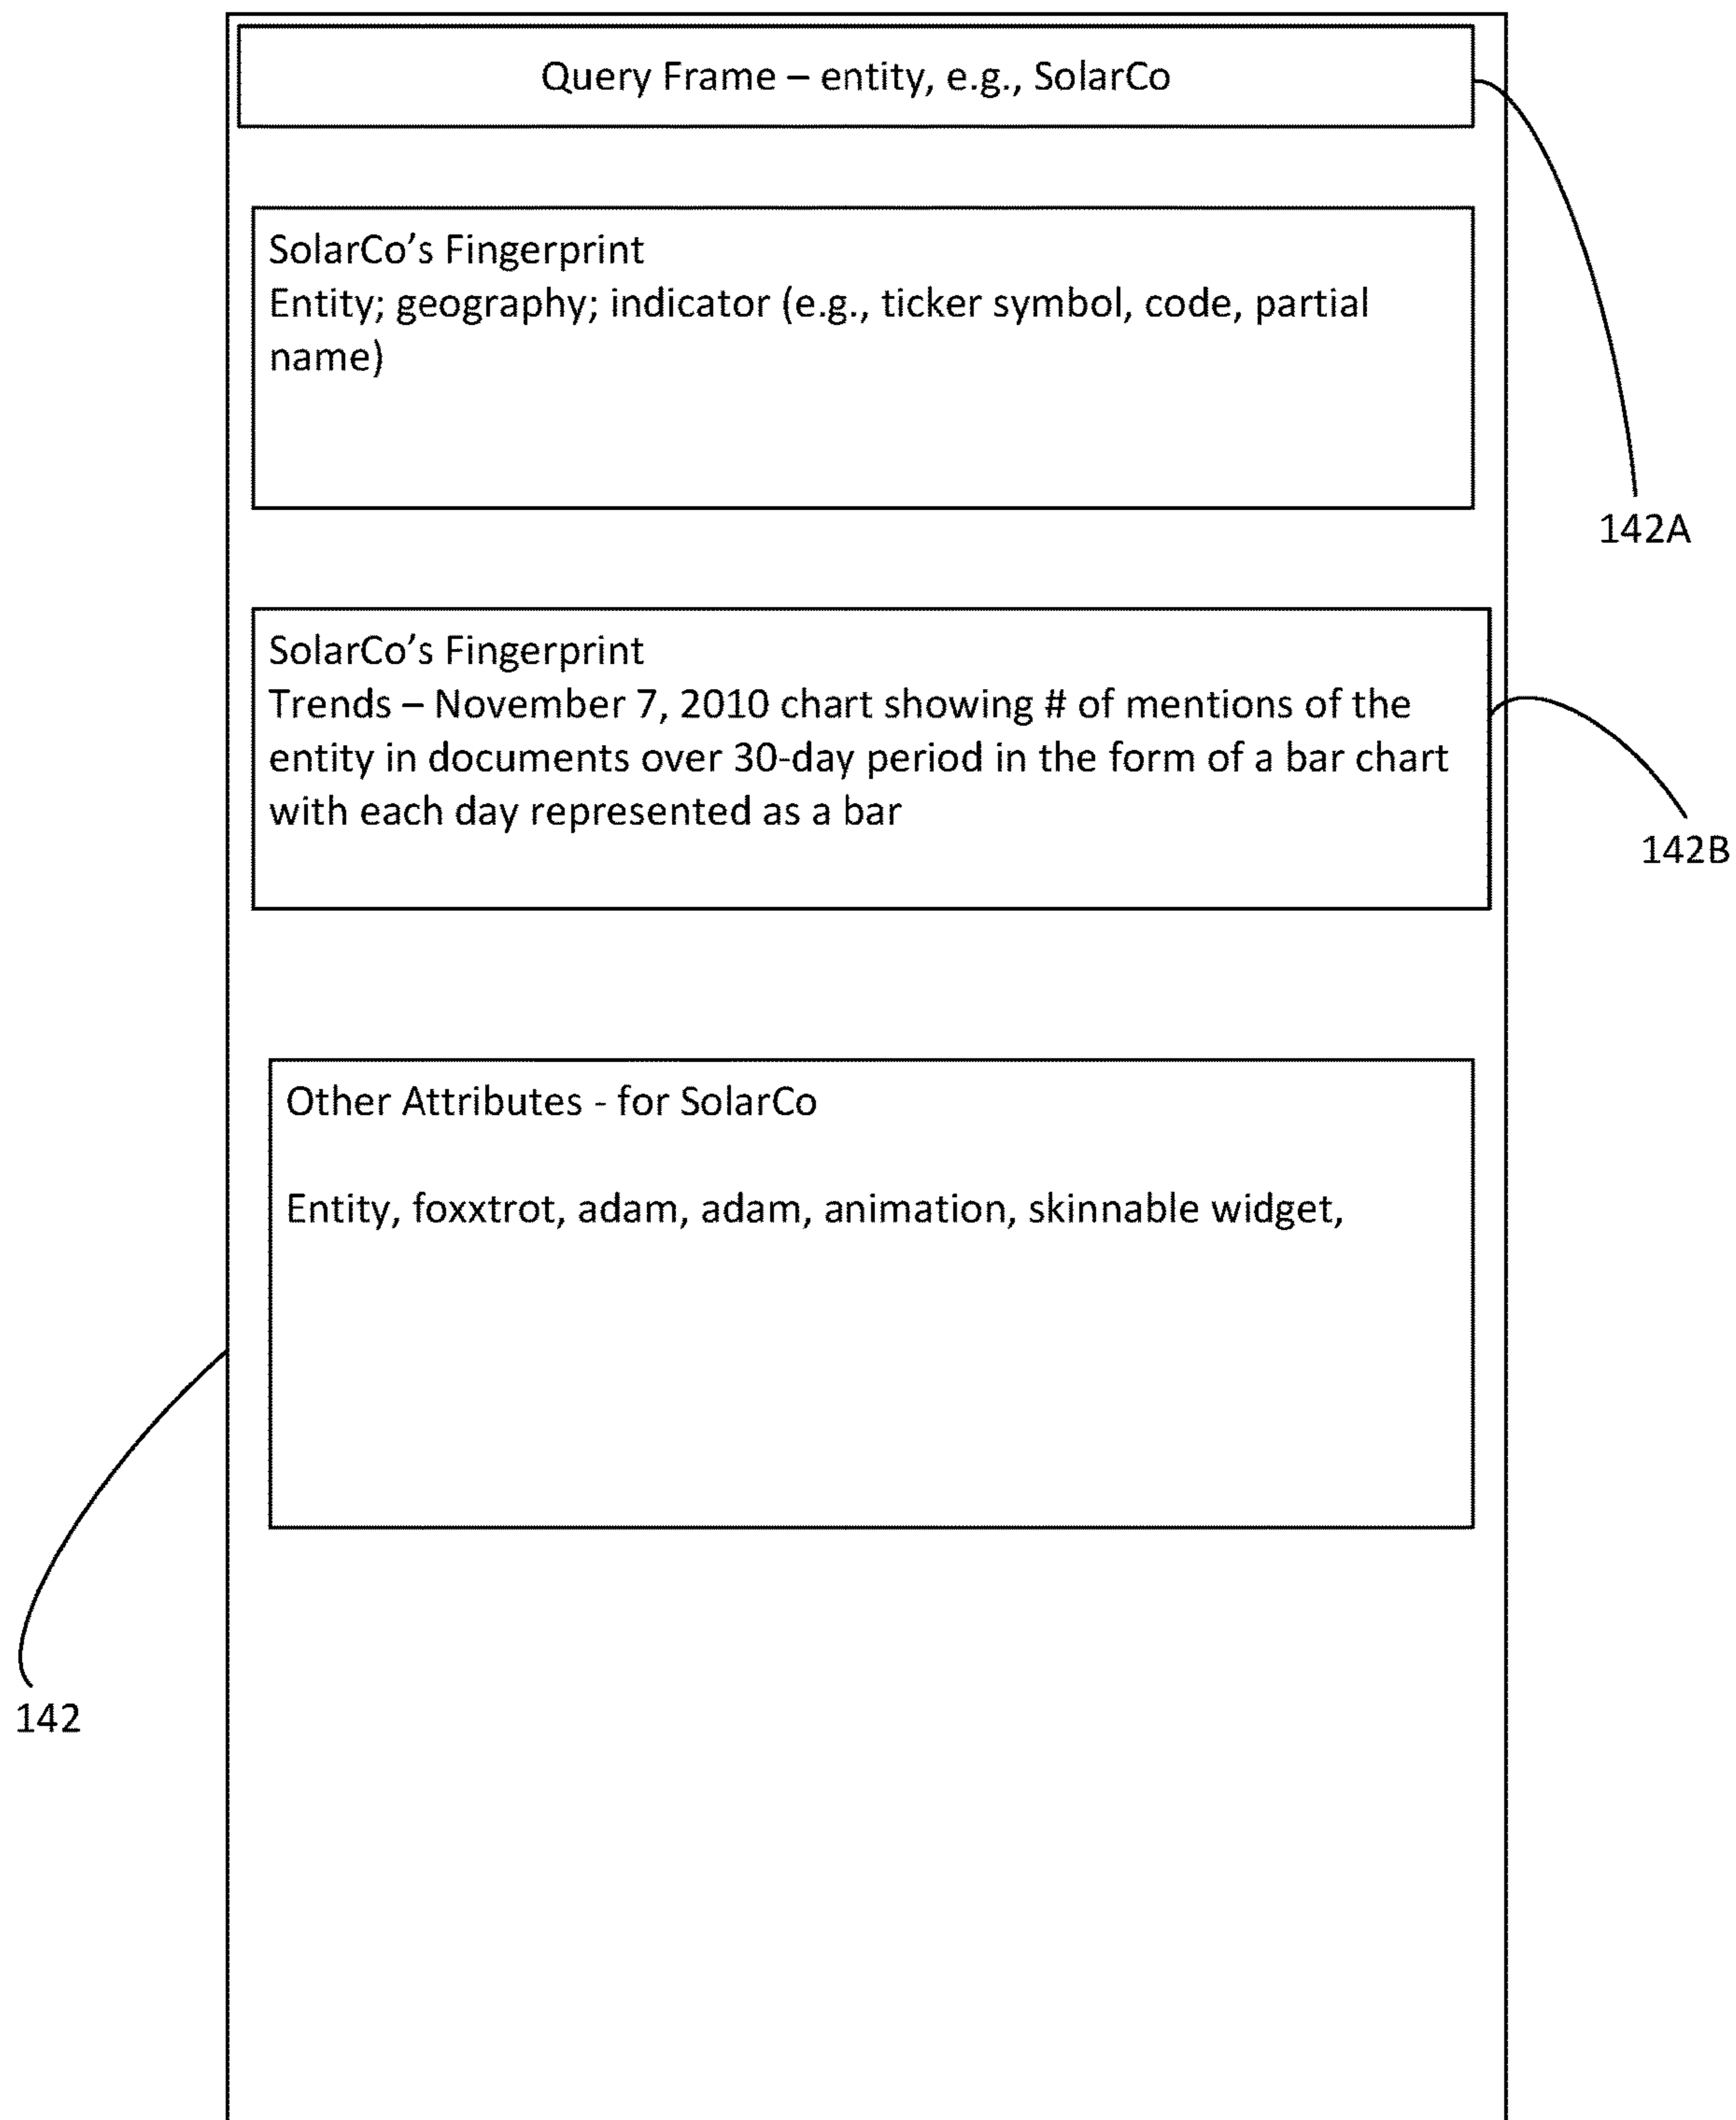 Query Frame – entity, e.g., SolarCo
SolarCo’s Fingerprint
Entity; geography; indicator (e.g., ticker symbol, code, partial
name)
142A
SolarCo’s Fingerprint
Trends – November 7, 2010 chart showing # of mentions of the
entity in documents over 30-day period in the form of a bar chart
with each day represented as a bar
142B
Other Attributes - for SolarCo
Entity, foxxtrot, adam, adam, animation, skinnable widget,
142